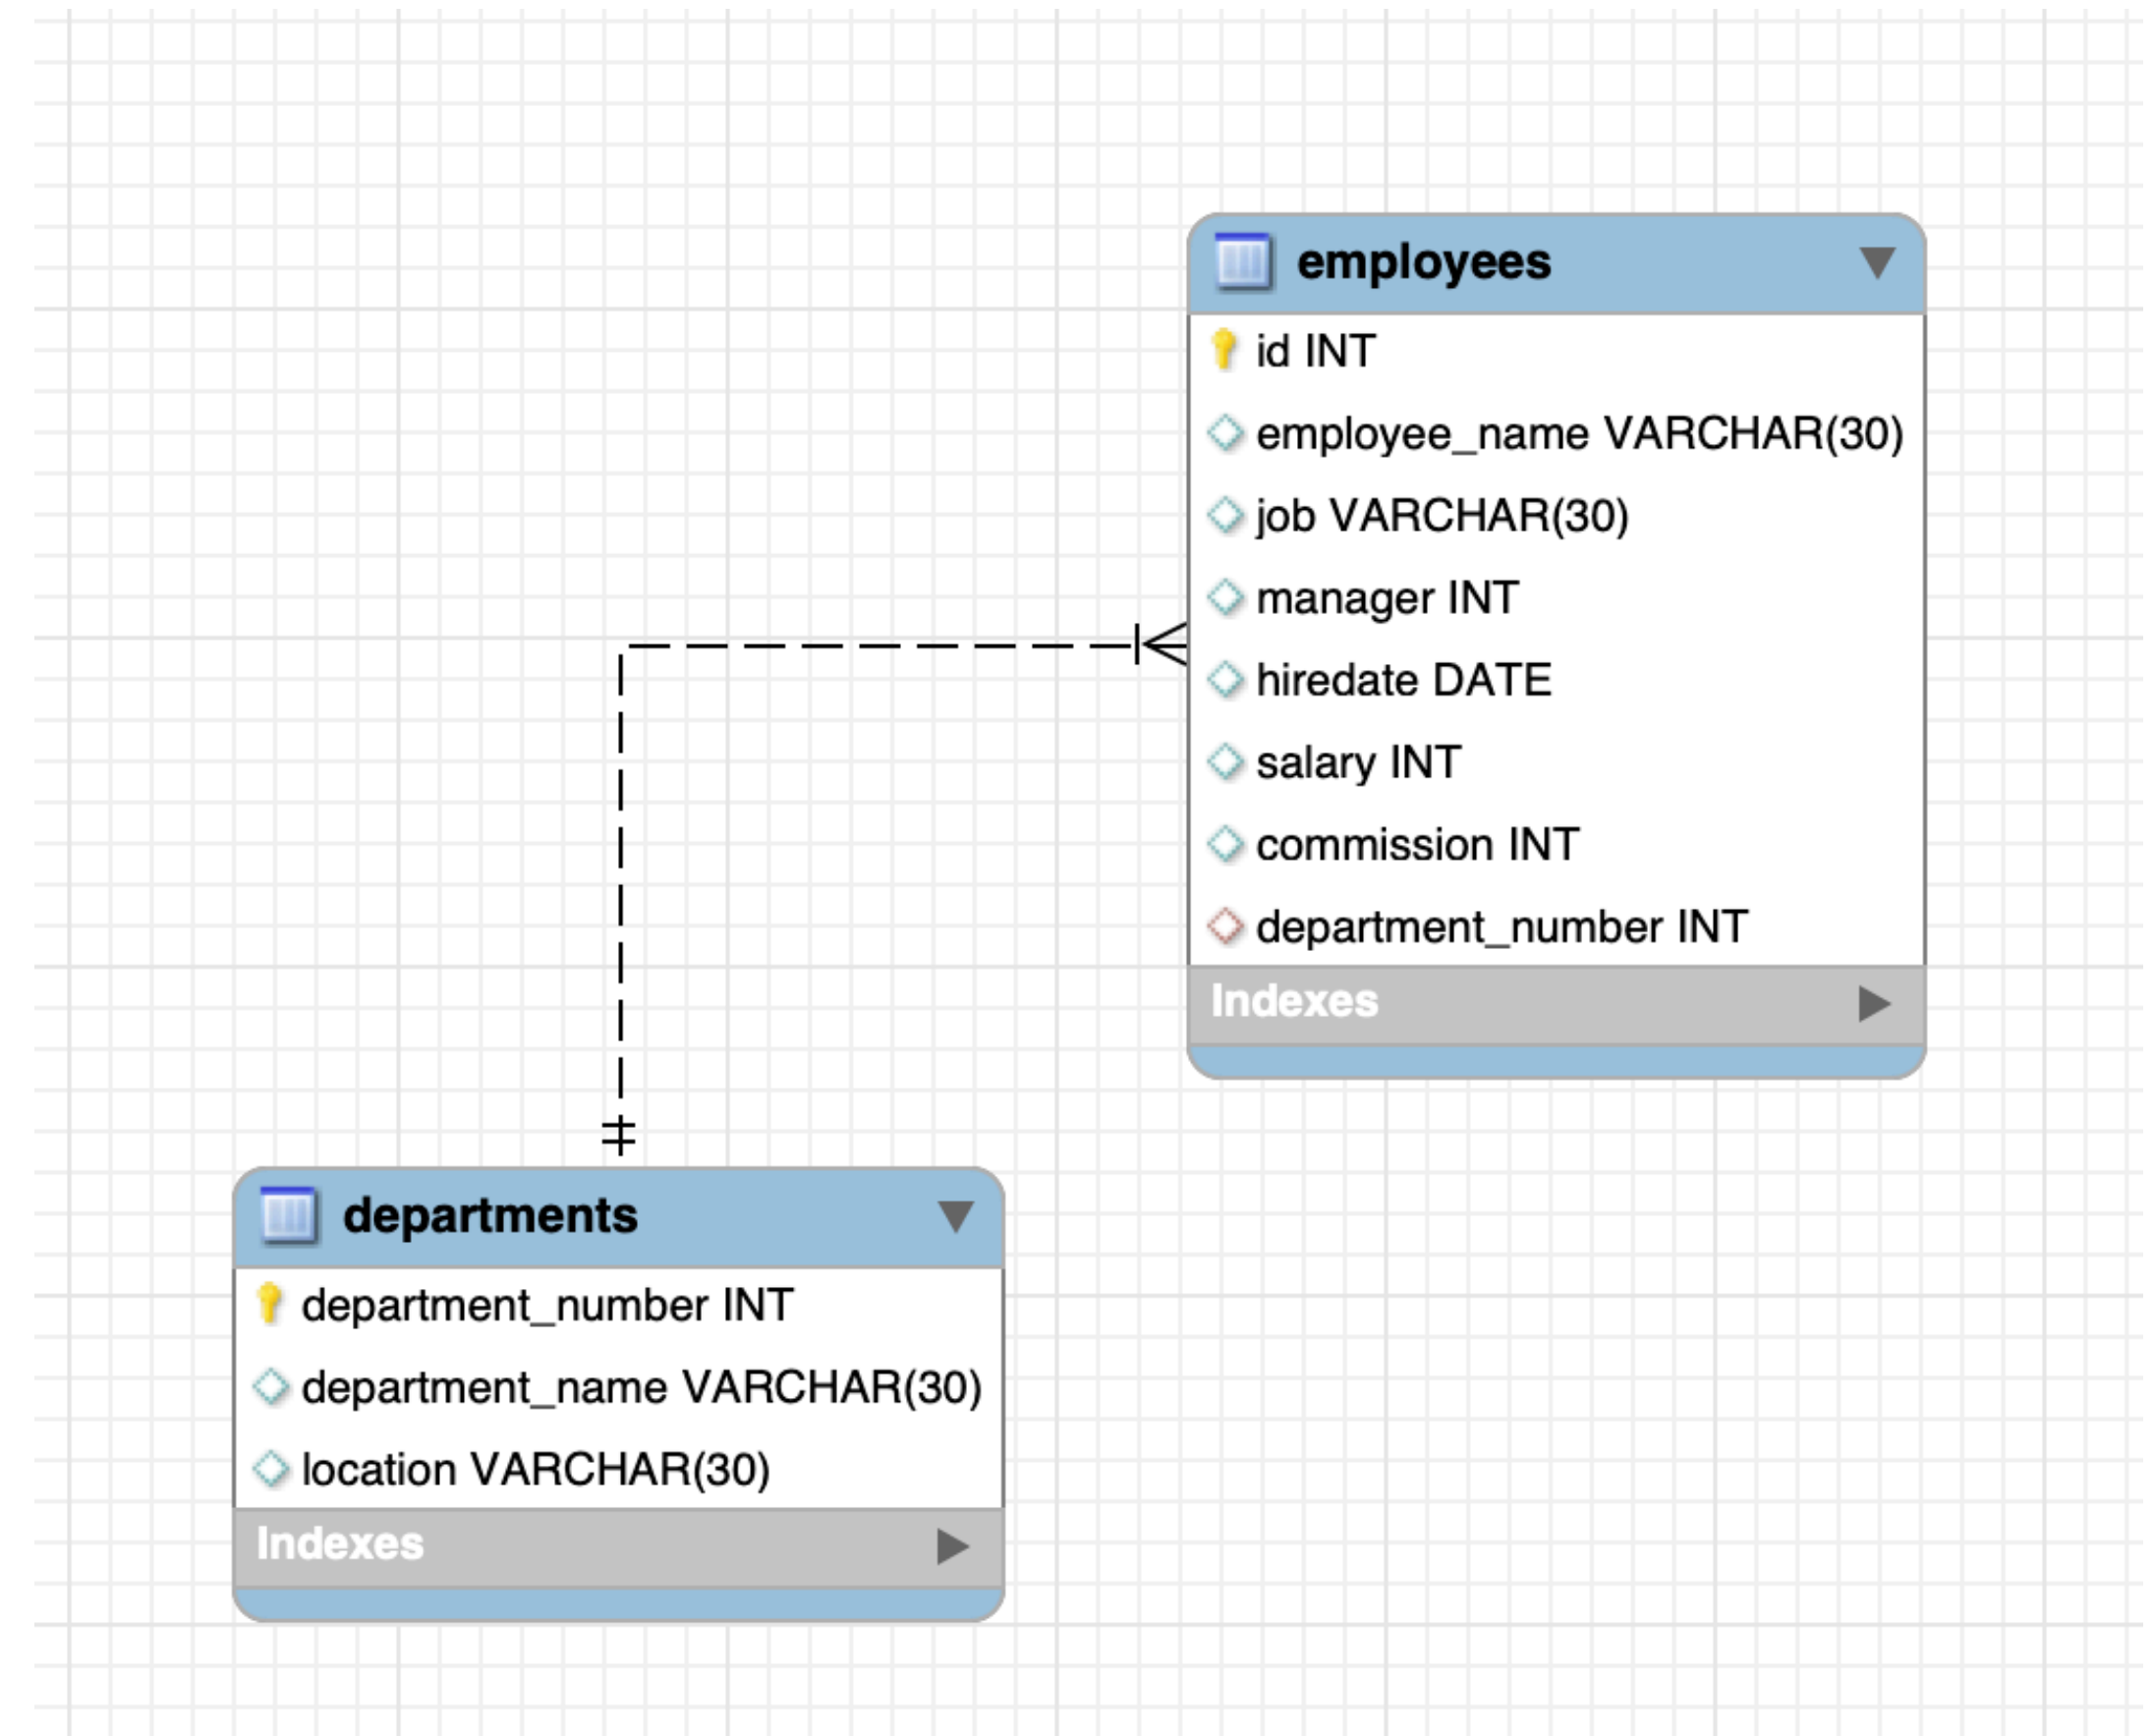 employees
id INT
employee_name VARCHAR(30)
job VARCHAR(30)
manager INT
hiredate DATE
salary INT
commission INT
department_number INT
Indexes
departments
department_number INT
department_name VARCHAR(30)
location VARCHAR(30)
Indexes